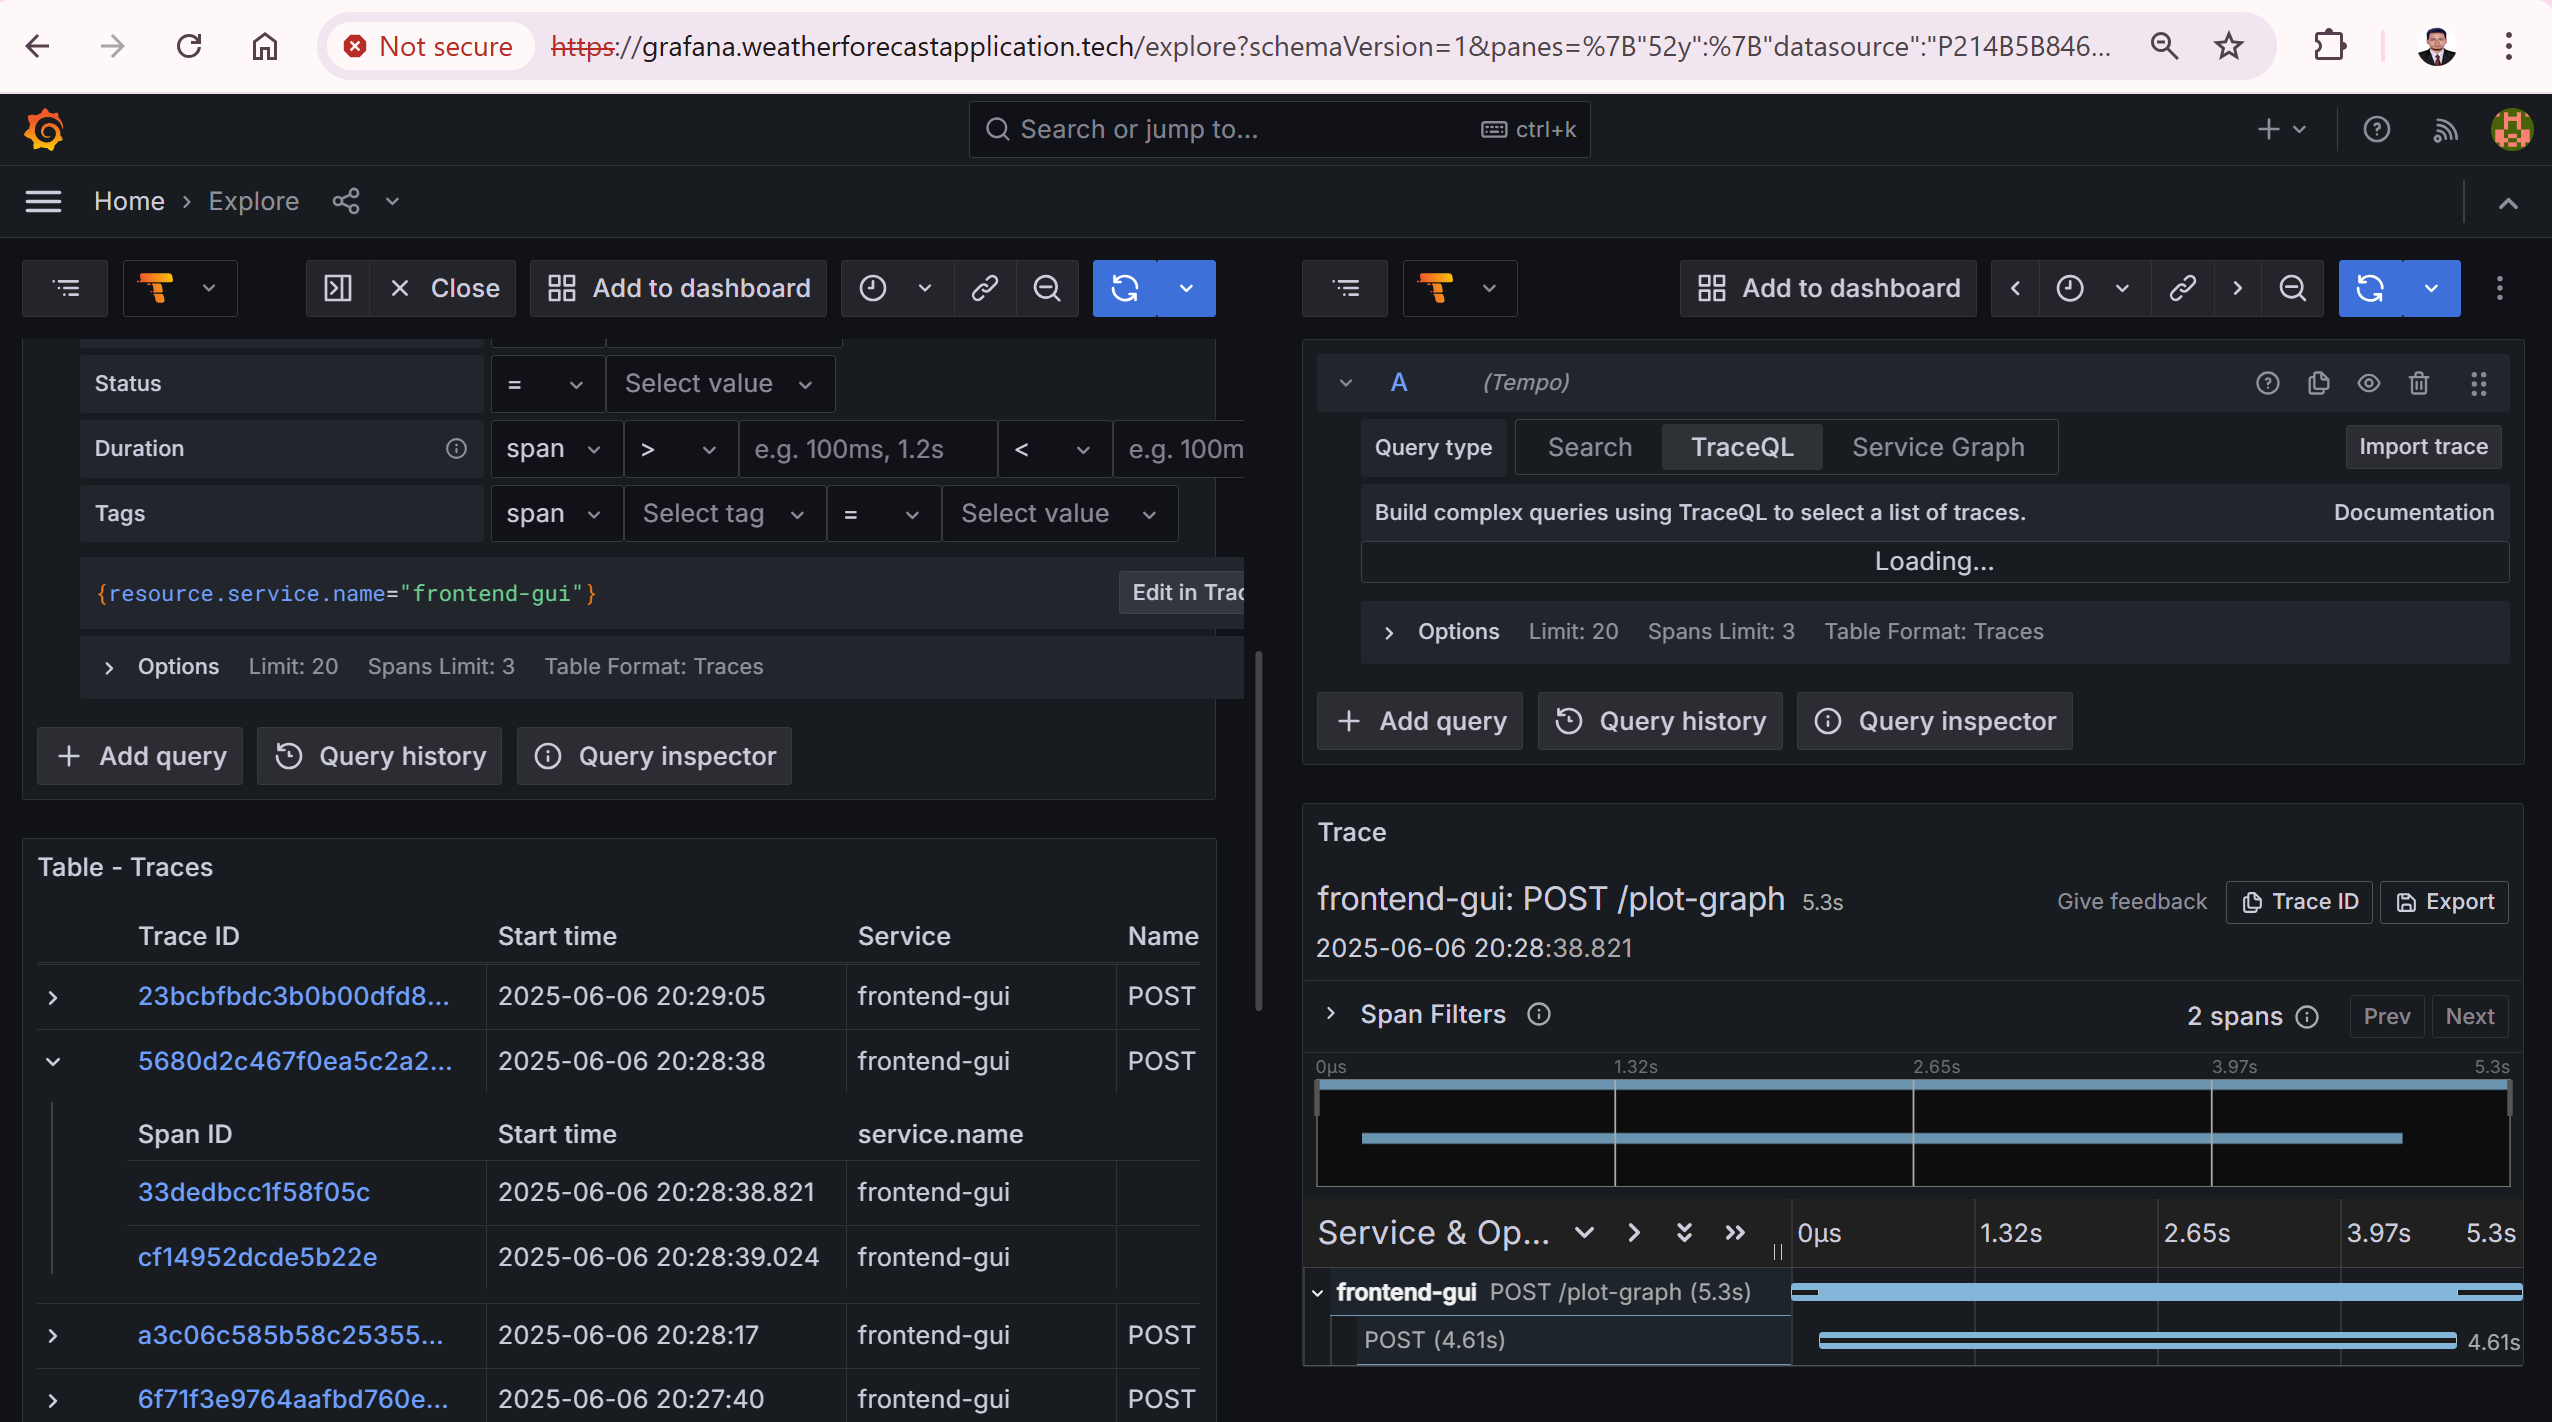 Not secure
https://grafana.weatherforecastapplication.tech/explore?schemaVersion=1&panes=%7B"52y":%7B"datasource":"P214B5B846...
Search or jump to...
ctrl+k
Home › Explore
Close
Add to dashboard
Status
=
Select value
Duration
span
>
e.g. 100ms, 1.2s
<
e.g. 100m
Tags
span
Select tag
=
Select value
{resource.service.name="frontend-gui"}
Edit in Trac
Options Limit: 20 Spans Limit: 3 Table Format: Traces
Add query
Query history
Query inspector
Table - Traces
Trace ID Start time Service Name
23bcbfbdc3b0b00dfd8... 2025-06-06 20:29:05 frontend-gui POST
5680d2c467f0ea5c2a2... 2025-06-06 20:28:38 frontend-gui POST
Span ID Start time service.name
33dedbcc1f58f05c 2025-06-06 20:28:38.821 frontend-gui
cf14952dcde5b22e 2025-06-06 20:28:39.024 frontend-gui
a3c06c585b58c25355... 2025-06-06 20:28:17 frontend-gui POST
6f71f3e9764aafbd760e... 2025-06-06 20:27:40 frontend-gui POST
Add to dashboard
A (Tempo)
Query type Search TraceQL Service Graph Import trace
Build complex queries using TraceQL to select a list of traces. Documentation
Loading...
Options Limit: 20 Spans Limit: 3 Table Format: Traces
Add query
Query history
Query inspector
Trace
frontend-gui: POST /plot-graph 5.3s
Give feedback
Trace ID
Export
2025-06-06 20:28:38.821
Span Filters
2 spans
Prev
Next
0μs 1.32s 2.65s 3.97s 5.3s
Service & Op...
0μs 1.32s 2.65s 3.97s 5.3s
frontend-gui POST /plot-graph (5.3s)
POST (4.61s)
4.61s